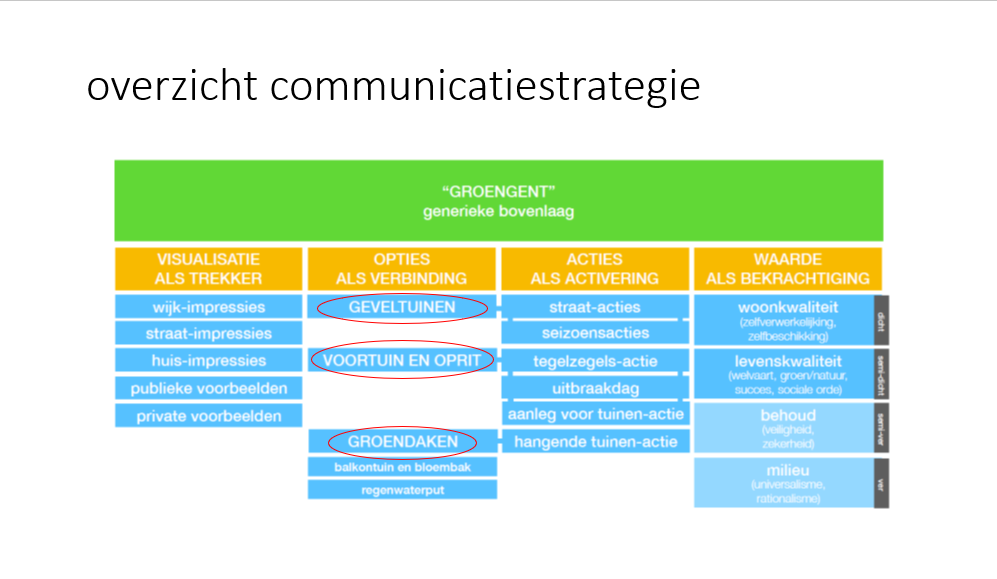 overzicht communicatiestrategie
“GROENGENT”
generieke bovenlaag
VISUALISATIE
ALS TREKKER
wijk-impressies
straat-impressies
huis-impressies
publieke voorbeelden
private voorbeelden
OPTIES
ALS VERBINDING
GEVELTUINEN
VOORTUIN EN OPRIT
GROENDAKEN
balkontuin en bloembak
regenwaterput
ACTIES
ALS ACTIVERING
straat-acties
seizoensacties
tegelzegels-actie
uitbraakdag
aanleg voor tuinen-actie
hangende tuinen-actie
WAARDE
ALS BEKRACHTIGING
woonkwaliteit
(zelfverwerkelijking,
zelfbeschikking)
dicht
levenskwaliteit
(welvaart, groen/natuur,
succes, sociale orde)
semi-dicht
behoud
(veiligheid,
zekerheid)
semi-ver
milieu
(universalisme,
rationalisme)
ver